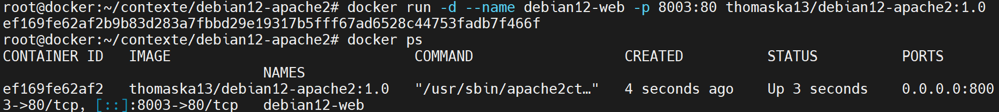 root@docker:~/contexte/debian12-apache2# docker run -d --name debian12-web -p 8003:80 thomaska13/debian12-apache2:1.0
ef169fe62af2b9b83d283a7fbbd29e19317b5fff67ad6528c44753fadb7f466f
root@docker:~/contexte/debian12-apache2# docker ps
CONTAINER ID   IMAGE                             COMMAND                  CREATED         STATUS         PORTS
                               NAMES
ef169fe62af2   thomaska13/debian12-apache2:1.0   "/usr/sbin/apache2ct…"   4 seconds ago   Up 3 seconds   0.0.0.0:800
3->80/tcp, [::]:8003->80/tcp   debian12-web